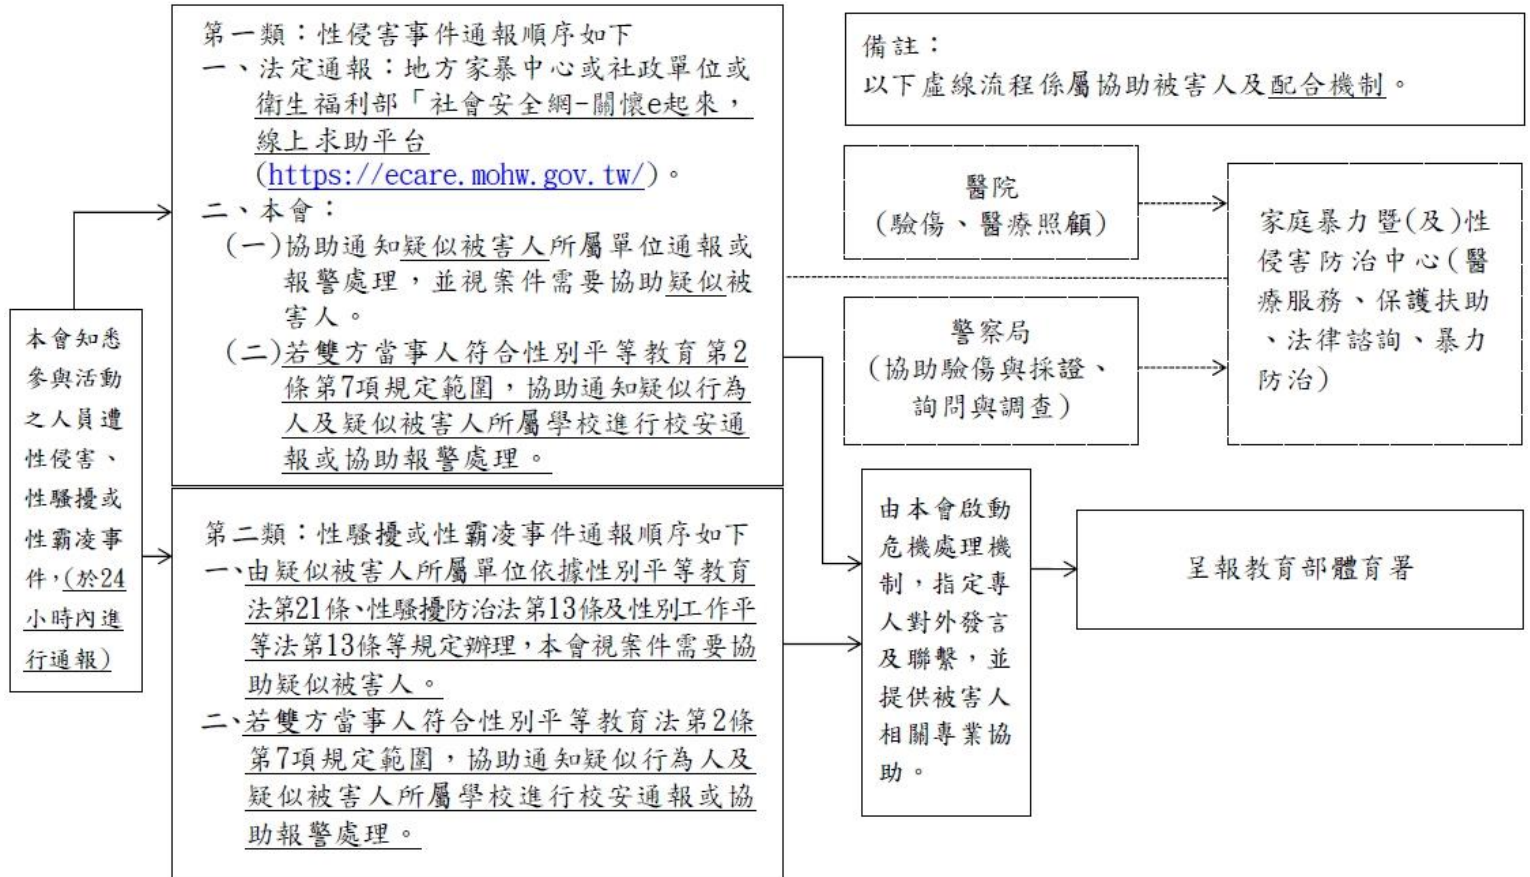 本會知悉
參與活動
之人員遭
性侵害、
性騷擾或
性霸凌事
件,(於24
小時內進
行通報)
第一類：性侵害事件通報順序如下
一、法定通報：地方家暴中心或社政單位或
衛生福利部「社會安全網-關懷e起來，
線上求助平台
(https://ecare.mohw.gov.tw/)。
二、本會：
(一)協助通知疑似被害人所屬單位通報或
報警處理，並視案件需要協助疑似被
害人。
(二)若雙方當事人符合性別平等教育第2
條第7項規定範圍，協助通知疑似行為
人及疑似被害人所屬學校進行校安通
報或協助報警處理。
第二類：性騷擾或性霸凌事件通報順序如下
一、由疑似被害人所屬單位依據性別平等教育
法第21條、性騷擾防治法第13條及性別工作平
等法第13條等規定辦理，本會視案件需要協
助疑似被害人。
二、若雙方當事人符合性別平等教育法第2條
第7項規定範圍，協助通知疑似行為人及
疑似被害人所屬學校進行校安通報或協
助報警處理。
備註：
以下虛線流程係屬協助被害人及配合機制。
醫院
(驗傷、醫療照顧)
警察局
(協助驗傷與採證、
詢問與調查)
家庭暴力暨(及)性
侵害防治中心(醫
療服務、保護扶助
、法律諮詢、暴力
防治)
由本會啟動
危機處理機
制，指定專
人對外發言
及聯繫，並
提供被害人
相關專業協
助。
呈報教育部體育署